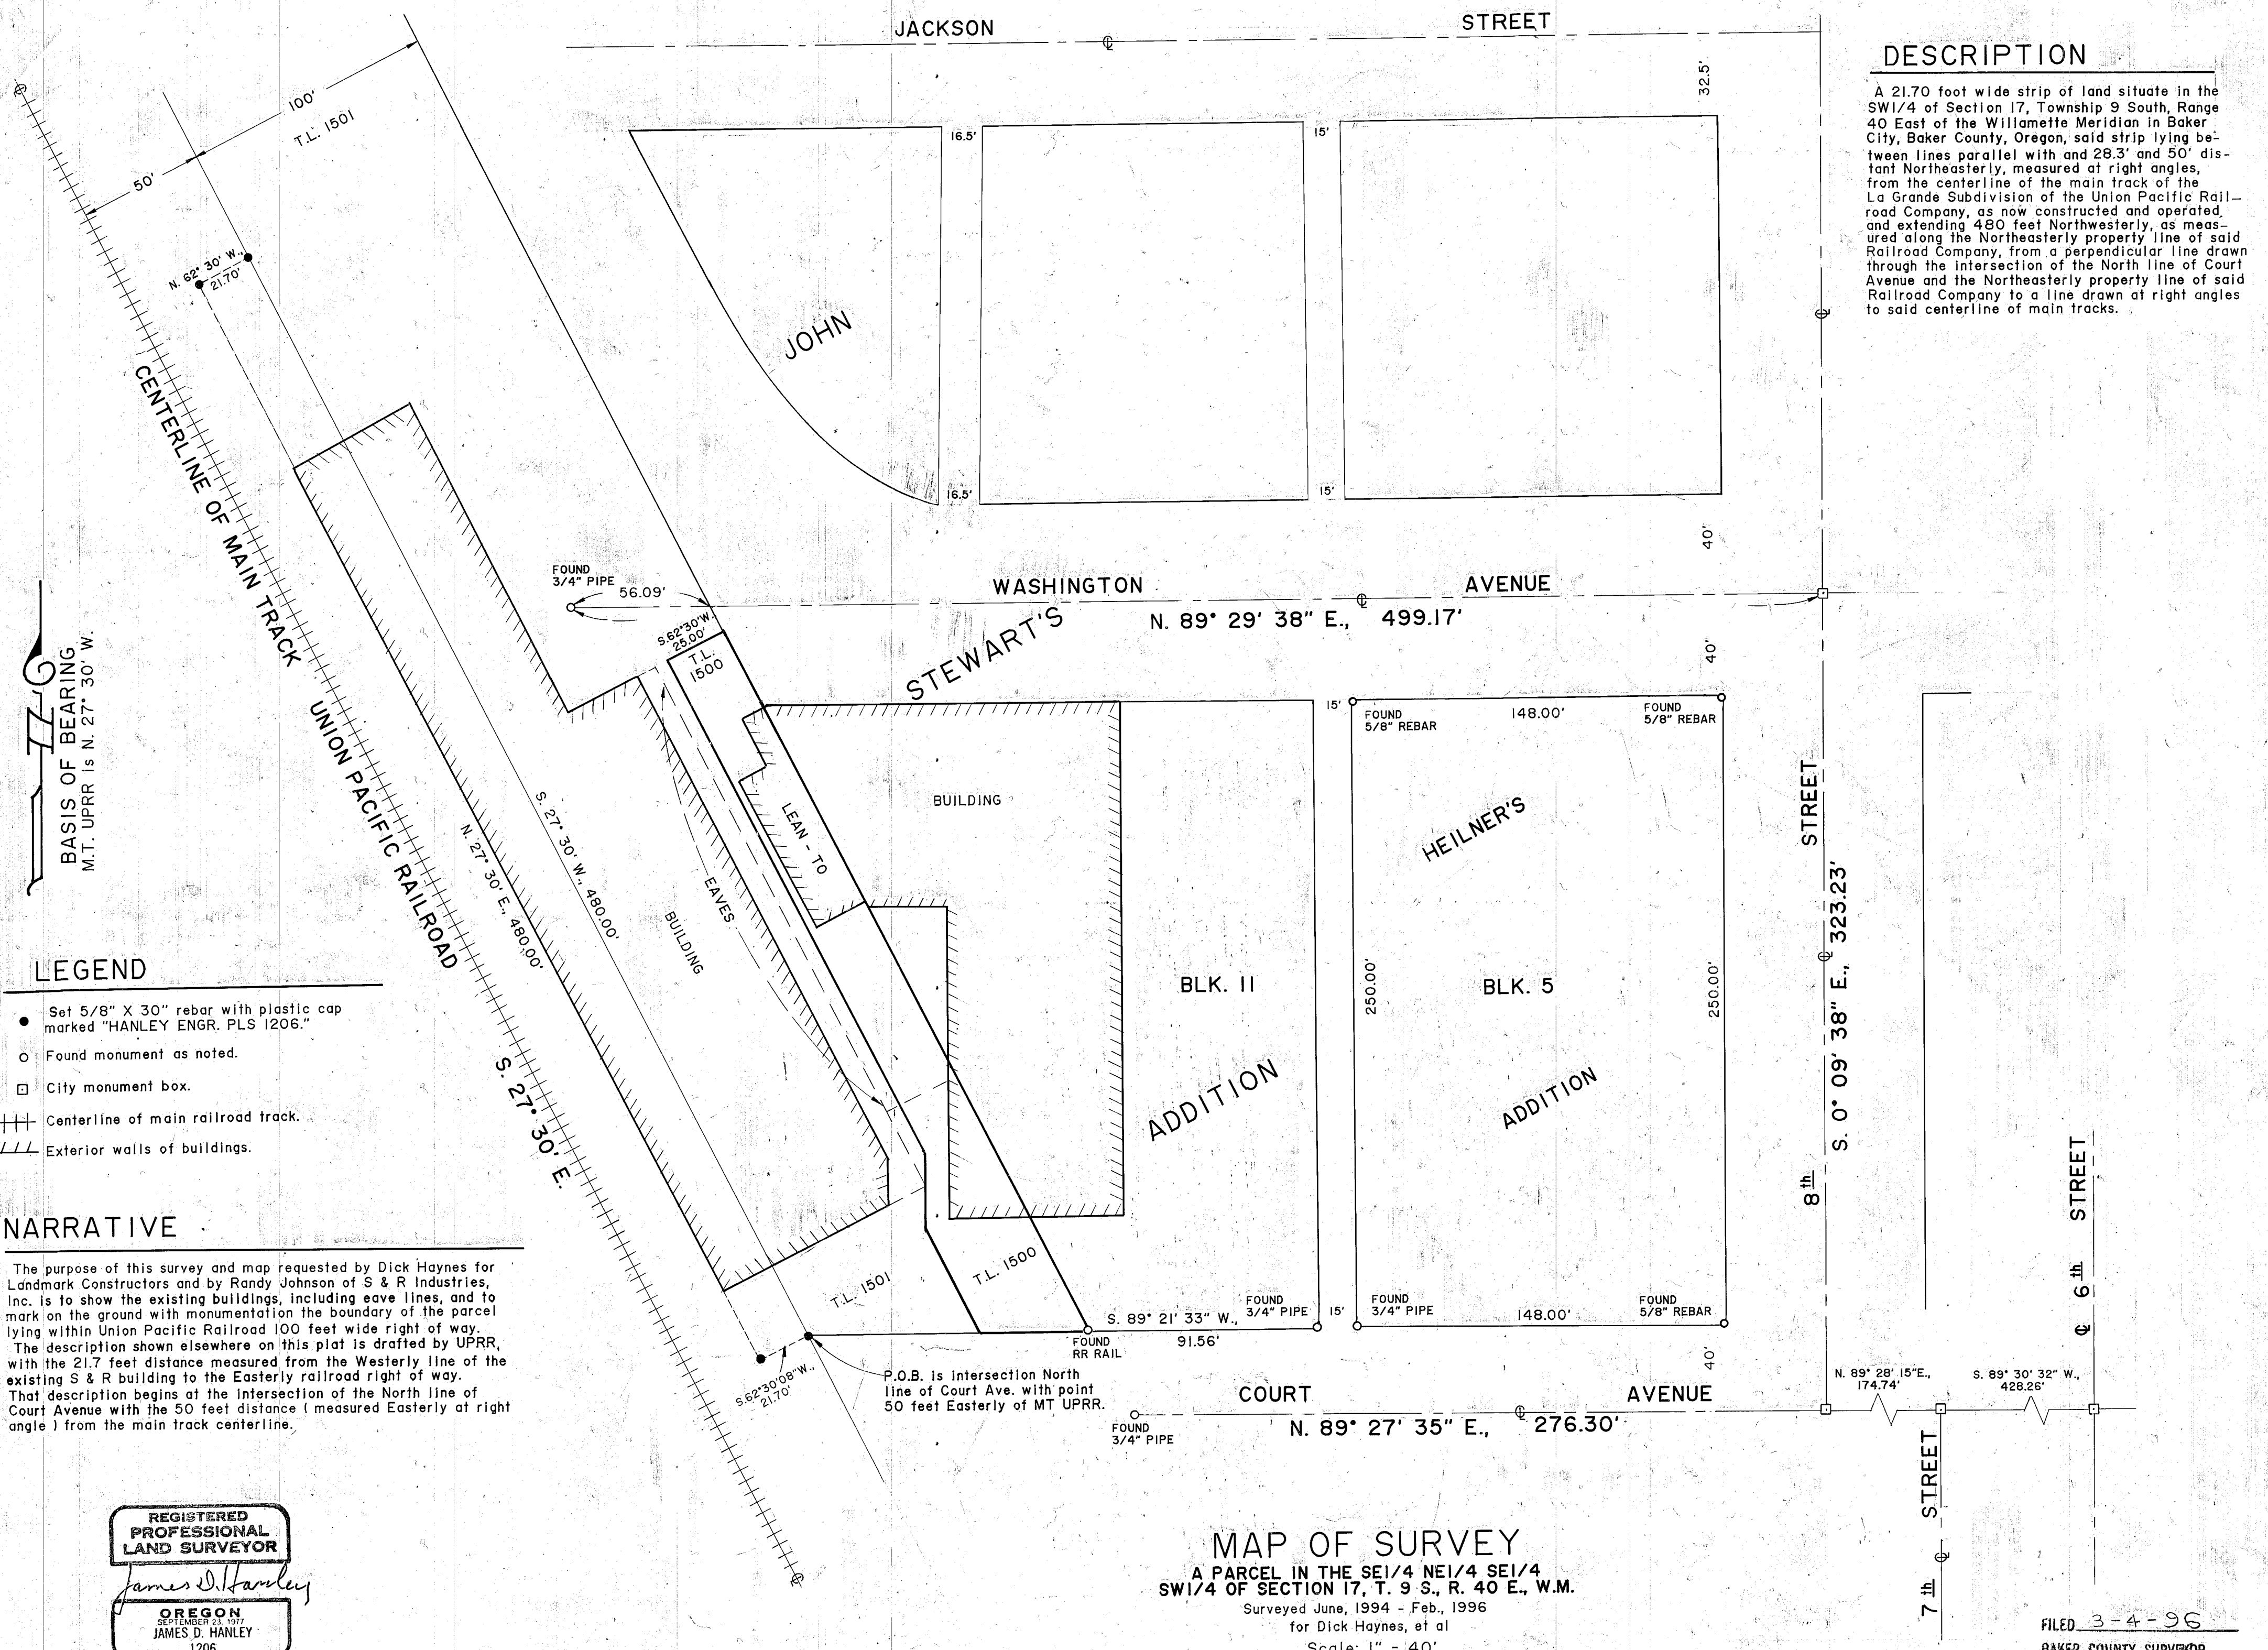 JACKSON STREET
32.5'
DESCRIPTION
A 21.70 foot wide strip of land situate in the
SW1/4 of Section 17, Township 9 South, Range
40 East of the Willamette Meridian in Baker
City, Baker County, Oregon, said strip lying be-
tween lines parallel with and 28.3' and 50' dis-
tant Northeasterly, measured at right angles,
from the centerline of the main track of the
La Grande Subdivision of the Union Pacific Rail-
road Company, as now constructed and operated,
and extending 480 feet Northwesterly, as meas-
ured along the Northeasterly property line of said
Railroad Company, from a perpendicular line drawn
through the intersection of the North line of Court
Avenue and the Northeasterly property line of said
Railroad Company to a line drawn at right angles
to said centerline of main tracks.
100'
T.L. 1501
50'
N. 62° 30' W.,
21.70'
16.5'
15'
JOHN
16.5'
15'
CENTERLINE OF MAIN TRACK UNION PACIFIC RAILROAD
S. 27° 30' E.
40'
FOUND
3/4" PIPE
56.09'
WASHINGTON AVENUE
N. 89° 29' 38" E., 499.17'
STEWART'S
40'
S.62°30'W.
25.00'
T.L.
1500
BASIS OF BEARING
M.T. UPRR is N. 27° 30' W.
15'
FOUND
5/8" REBAR
148.00'
FOUND
5/8" REBAR
BUILDING
LEAN - TO
HEILNER'S
STREET
S. 27° 30' W., 480.00'
N. 27° 30' E., 480.00'
EAVES
BUILDING
BLK. 11
250.00'
BLK. 5
250.00'
S. 0° 09' 38" E., 323.23'
ADDITION
ADDITION
8th
STREET
6th
LEGEND
Set 5/8" X 30" rebar with plastic cap
marked "HANLEY ENGR. PLS 1206."
Found monument as noted.
City monument box.
Centerline of main railroad track.
Exterior walls of buildings.
NARRATIVE
The purpose of this survey and map requested by Dick Haynes for
Landmark Constructors and by Randy Johnson of S & R Industries,
Inc. is to show the existing buildings, including eave lines, and to
mark on the ground with monumentation the boundary of the parcel
lying within Union Pacific Railroad 100 feet wide right of way.
The description shown elsewhere on this plat is drafted by UPRR,
with the 21.7 feet distance measured from the Westerly line of the
existing S & R building to the Easterly railroad right of way.
That description begins at the intersection of the North line of
Court Avenue with the 50 feet distance ( measured Easterly at right
angle ) from the main track centerline.
T.L. 1501
T.L. 1500
S. 89° 21' 33" W.,
91.56'
FOUND
3/4" PIPE
15'
FOUND
3/4" PIPE
148.00'
FOUND
5/8" REBAR
FOUND
RR RAIL
S.62°30'08"W.,
21.70'
P.O.B. is intersection North
line of Court Ave. with point
50 feet Easterly of MT UPRR.
40'
COURT AVENUE
N. 89° 27' 35" E., 276.30'
FOUND
3/4" PIPE
N. 89° 28' 15"E.,
174.74'
S. 89° 30' 32" W.,
428.26'
7th STREET
REGISTERED
PROFESSIONAL
LAND SURVEYOR
James D. Hanley
OREGON
SEPTEMBER 23, 1977
JAMES D. HANLEY
1206
MAP OF SURVEY
A PARCEL IN THE SE1/4 NE1/4 SE1/4
SW1/4 OF SECTION 17, T. 9 S., R. 40 E., W.M.
Surveyed June, 1994 - Feb., 1996
for Dick Haynes, et al
Scale: 1" = 40'
FILED 3-4-96
BAKER COUNTY SURVEYOR